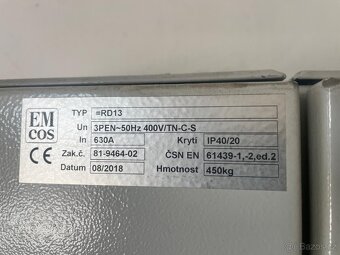 EM
COS
CE
TYP =RD13
Un 3PEN~50Hz 400V/TN-C-S
In 630A Krytí IP40/20
Zak.č. 81-9464-02 ČSN EN 61439-1,-2,ed.2
Datum 08/2018 Hmotnost 450kg